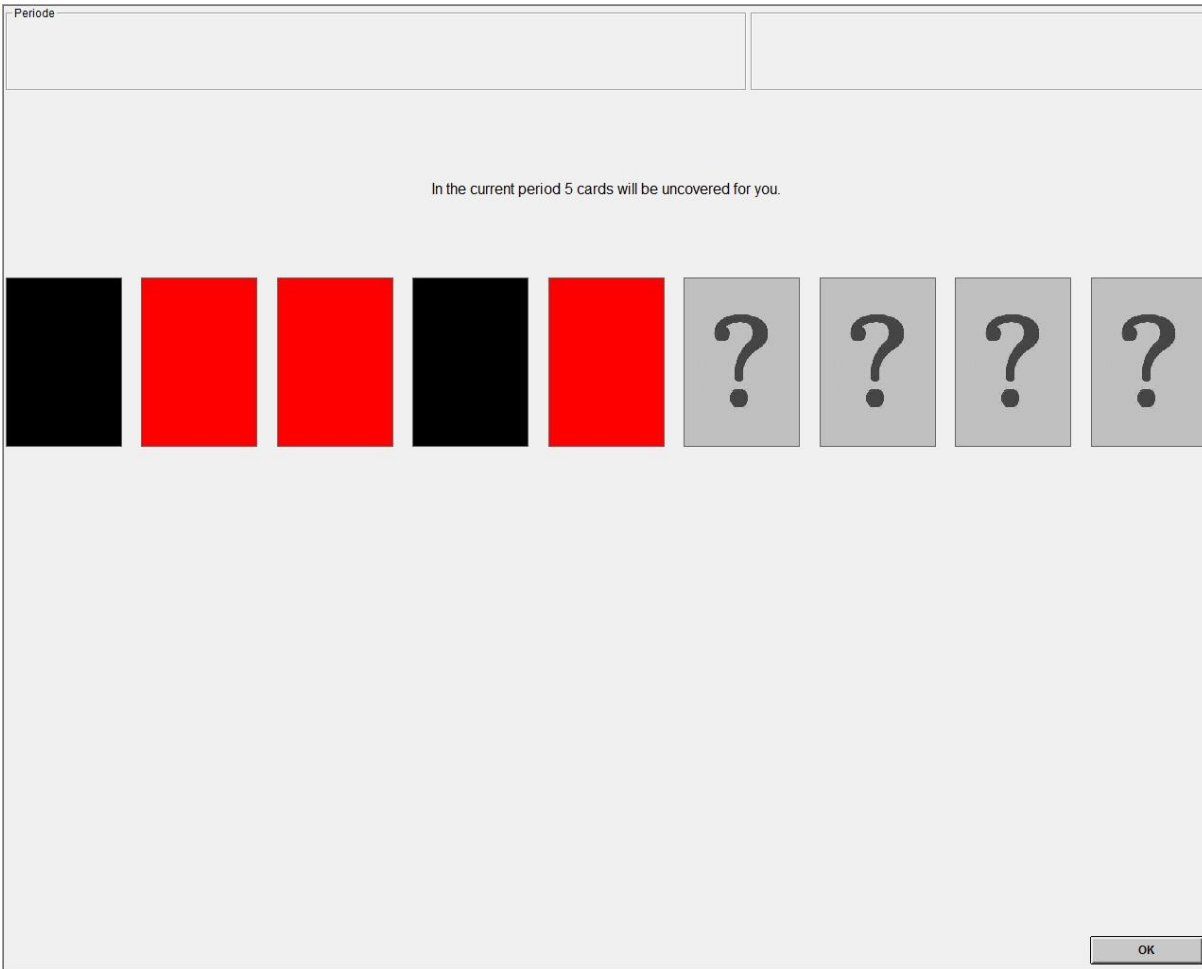 Periode
In the current period 5 cards will be uncovered for you.
? ? ? ?
OK